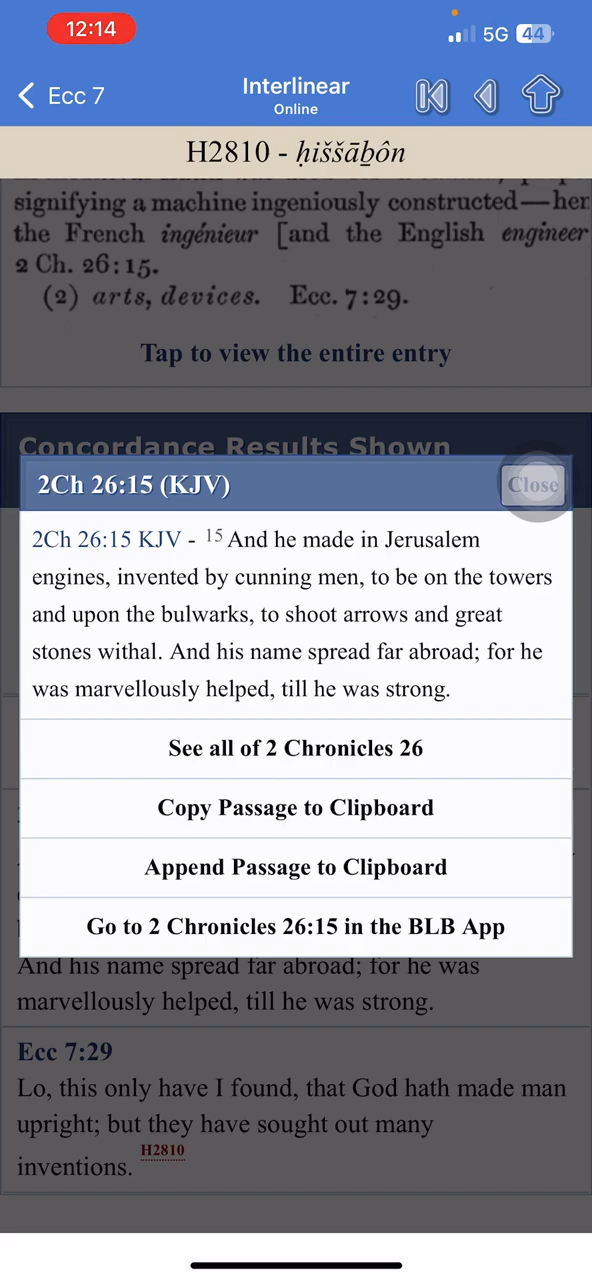 12:14
5G 44
Ecc 7
Interlinear
Online
H2810 - ḥiššāḇôn
signifying a machine ingeniously constructed—her
the French ingénieur [and the English engineer
2 Ch. 26:15.
(2) arts, devices. Ecc. 7:29.
Tap to view the entire entry
Concordance Results Shown
2Ch 26:15 (KJV)
Close
2Ch 26:15 KJV - 15 And he made in Jerusalem
engines, invented by cunning men, to be on the towers
and upon the bulwarks, to shoot arrows and great
stones withal. And his name spread far abroad; for he
was marvellously helped, till he was strong.
See all of 2 Chronicles 26
Copy Passage to Clipboard
Append Passage to Clipboard
Go to 2 Chronicles 26:15 in the BLB App
And his name spread far abroad; for he was
marvellously helped, till he was strong.
Ecc 7:29
Lo, this only have I found, that God hath made man
upright; but they have sought out many
inventions. H2810